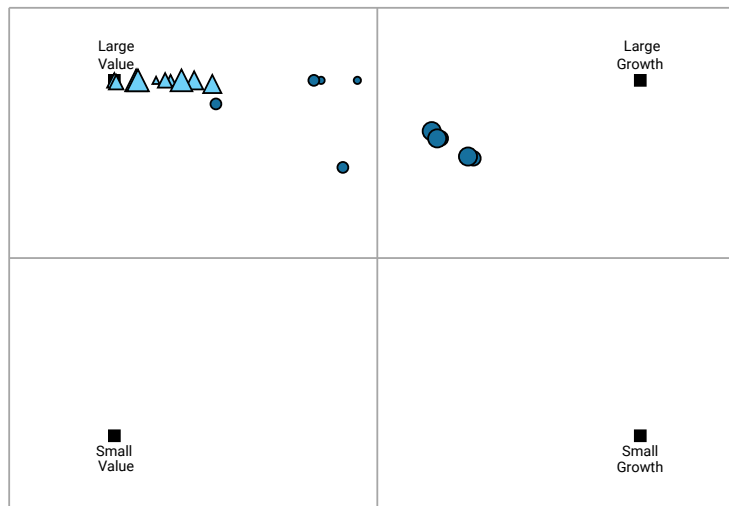 Large
Value
Large
Growth
Small
Value
Small
Growth